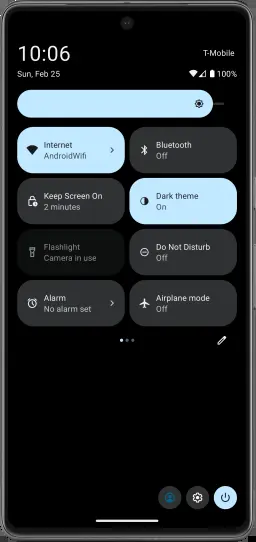 10:06
T-Mobile
Sun, Feb 25
100%
Internet
AndroidWifi
Bluetooth
Off
Keep Screen On
2 minutes
Dark theme
On
Flashlight
Camera in use
Do Not Disturb
Off
Alarm
No alarm set
Airplane mode
Off